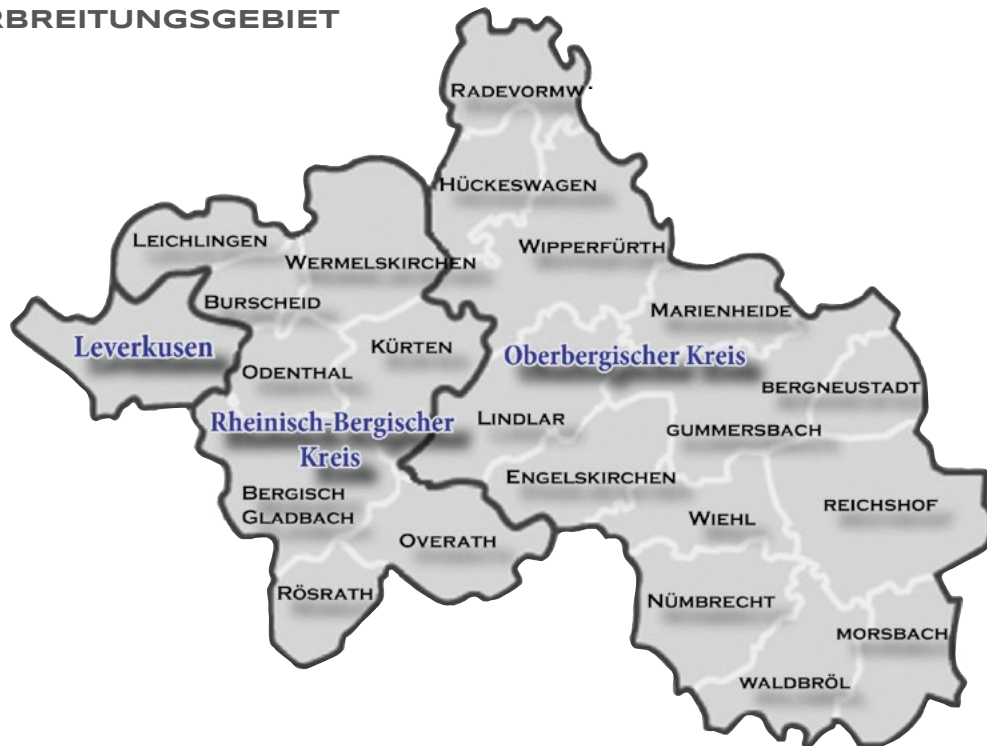 RBREITUNGSGEBIET
RADEVORMW
HÜCKESWAGEN
LEICHLINGEN
WIPPERFÜRTH
WERMELSKIRCHEN
BURSCHEID
MARIENHEIDE
Leverkusen
KÜRTEN
Oberbergischer Kreis
ODENTHAL
BERGNEUSTADT
Rheinisch-Bergischer
Kreis
LINDLAR
GUMMERSBACH
ENGELSKIRCHEN
BERGISCH
GLADBACH
WIEHL
REICHSHOF
OVERATH
RÖSRATH
NÜMBRECHT
MORSBACH
WALDBRÖL